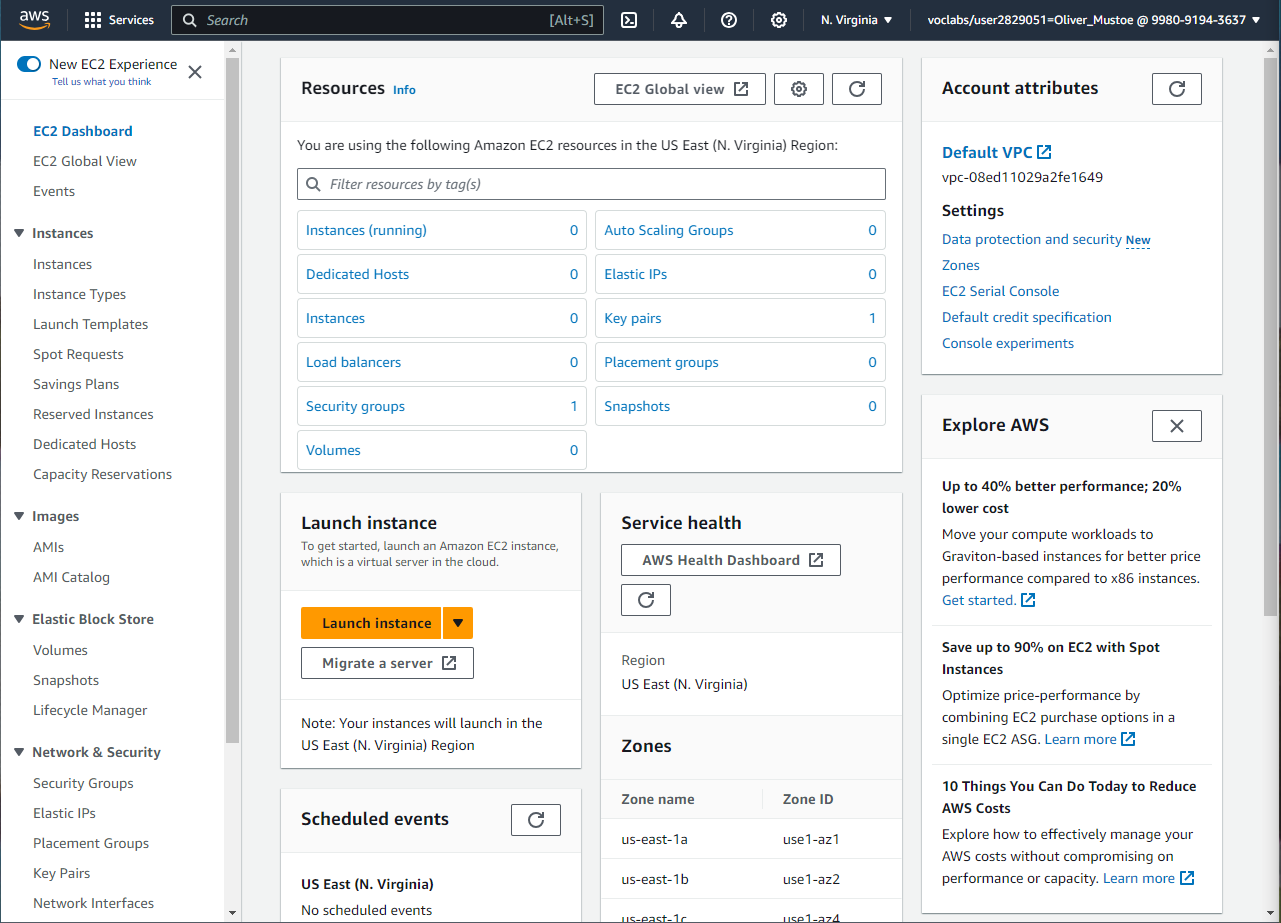 aws
Services
Search [Alt+S]
N. Virginia
voclabs/user2829051=Oliver_Mustoe @ 9980-9194-3637
New EC2 Experience
Tell us what you think
EC2 Dashboard
EC2 Global View
Events
Instances
Instances
Instance Types
Launch Templates
Spot Requests
Savings Plans
Reserved Instances
Dedicated Hosts
Capacity Reservations
Images
AMIs
AMI Catalog
Elastic Block Store
Volumes
Snapshots
Lifecycle Manager
Network & Security
Security Groups
Elastic IPs
Placement Groups
Key Pairs
Network Interfaces
Resources Info
EC2 Global view
You are using the following Amazon EC2 resources in the US East (N. Virginia) Region:
Filter resources by tag(s)
Instances (running) 0
Auto Scaling Groups 0
Dedicated Hosts 0
Elastic IPs 0
Instances 0
Key pairs 1
Load balancers 0
Placement groups 0
Security groups 1
Snapshots 0
Volumes 0
Launch instance
To get started, launch an Amazon EC2 instance,
which is a virtual server in the cloud.
Launch instance
Migrate a server
Note: Your instances will launch in the
US East (N. Virginia) Region
Scheduled events
US East (N. Virginia)
No scheduled events
Service health
AWS Health Dashboard
Region
US East (N. Virginia)
Zones
Zone name Zone ID
us-east-1a use1-az1
us-east-1b use1-az2
us-east-1c use1-az4
Account attributes
Default VPC
vpc-08ed11029a2fe1649
Settings
Data protection and security New
Zones
EC2 Serial Console
Default credit specification
Console experiments
Explore AWS
Up to 40% better performance; 20%
lower cost
Move your compute workloads to
Graviton-based instances for better price
performance compared to x86 instances.
Get started.
Save up to 90% on EC2 with Spot
Instances
Optimize price-performance by
combining EC2 purchase options in a
single EC2 ASG. Learn more
10 Things You Can Do Today to Reduce
AWS Costs
Explore how to effectively manage your
AWS costs without compromising on
performance or capacity. Learn more